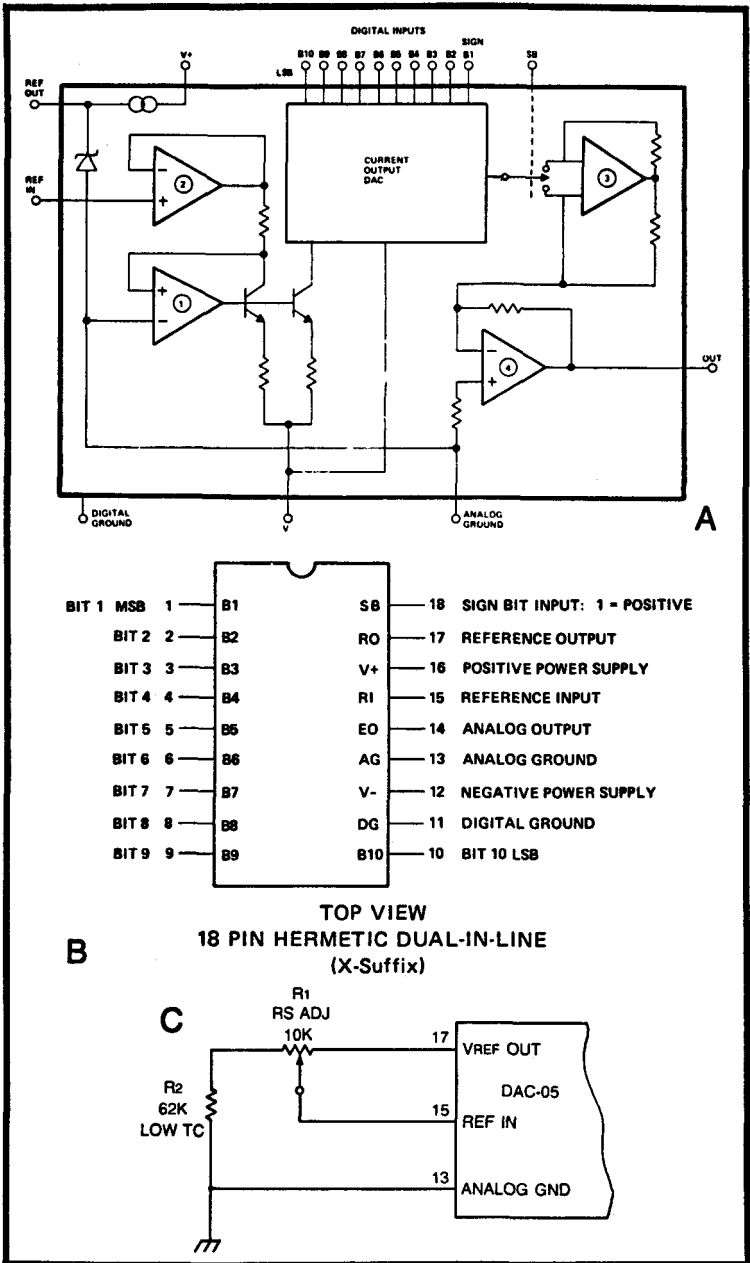 DIGITAL INPUTS
V+
B10 B9 B8 B7 B6 B5 B4 B3 B2 B1
SIGN
SB
LSB
REF
OUT
REF
IN
CURRENT
OUTPUT
DAC
2
3
1
4
OUT
DIGITAL
GROUND
V
ANALOG
GROUND
A
BIT 1 MSB 1 B1 SB 18 SIGN BIT INPUT: 1 = POSITIVE
BIT 2 2 B2 RO 17 REFERENCE OUTPUT
BIT 3 3 B3 V+ 16 POSITIVE POWER SUPPLY
BIT 4 4 B4 RI 15 REFERENCE INPUT
BIT 5 5 B5 EO 14 ANALOG OUTPUT
BIT 6 6 B6 AG 13 ANALOG GROUND
BIT 7 7 B7 V- 12 NEGATIVE POWER SUPPLY
BIT 8 8 B8 DG 11 DIGITAL GROUND
BIT 9 9 B9 B10 10 BIT 10 LSB
TOP VIEW
18 PIN HERMETIC DUAL-IN-LINE
(X-Suffix)
B
C
R1
RS ADJ
10K
R2
62K
LOW TC
17 VREF OUT
DAC-05
15 REF IN
13 ANALOG GND